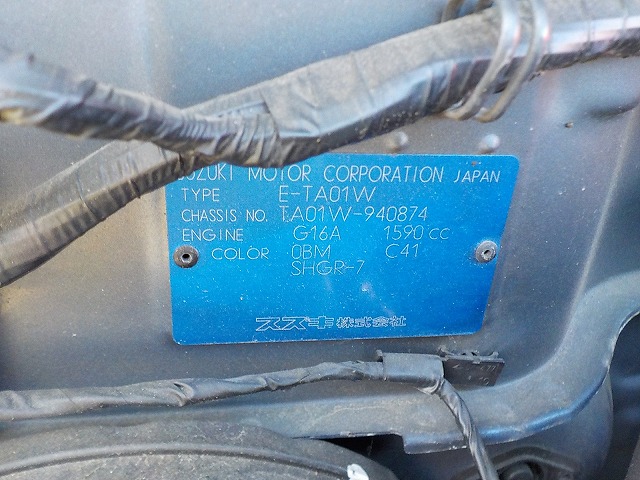 SUZUKI MOTOR CORPORATION JAPAN
TYPE E-TA01W
CHASSIS NO. TA01W-940874
ENGINE G16A 1590 cc
COLOR 0BM C41
SHGR-7
スズキ株式会社